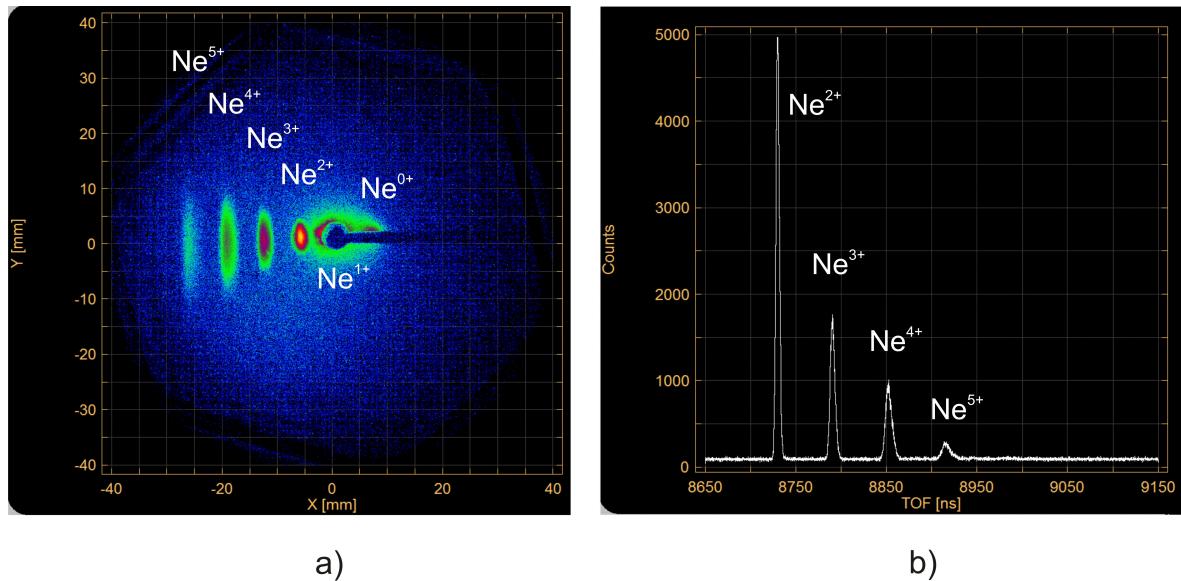 40
30
20
10
0
-10
-20
-30
-40
Y [mm]
-40
-20
0
20
40
X [mm]
Ne5+
Ne4+
Ne3+
Ne2+
Ne0+
Ne1+
a)
5000
4000
3000
2000
1000
0
Counts
8650
8750
8850
8950
9050
9150
TOF [ns]
Ne2+
Ne3+
Ne4+
Ne5+
b)